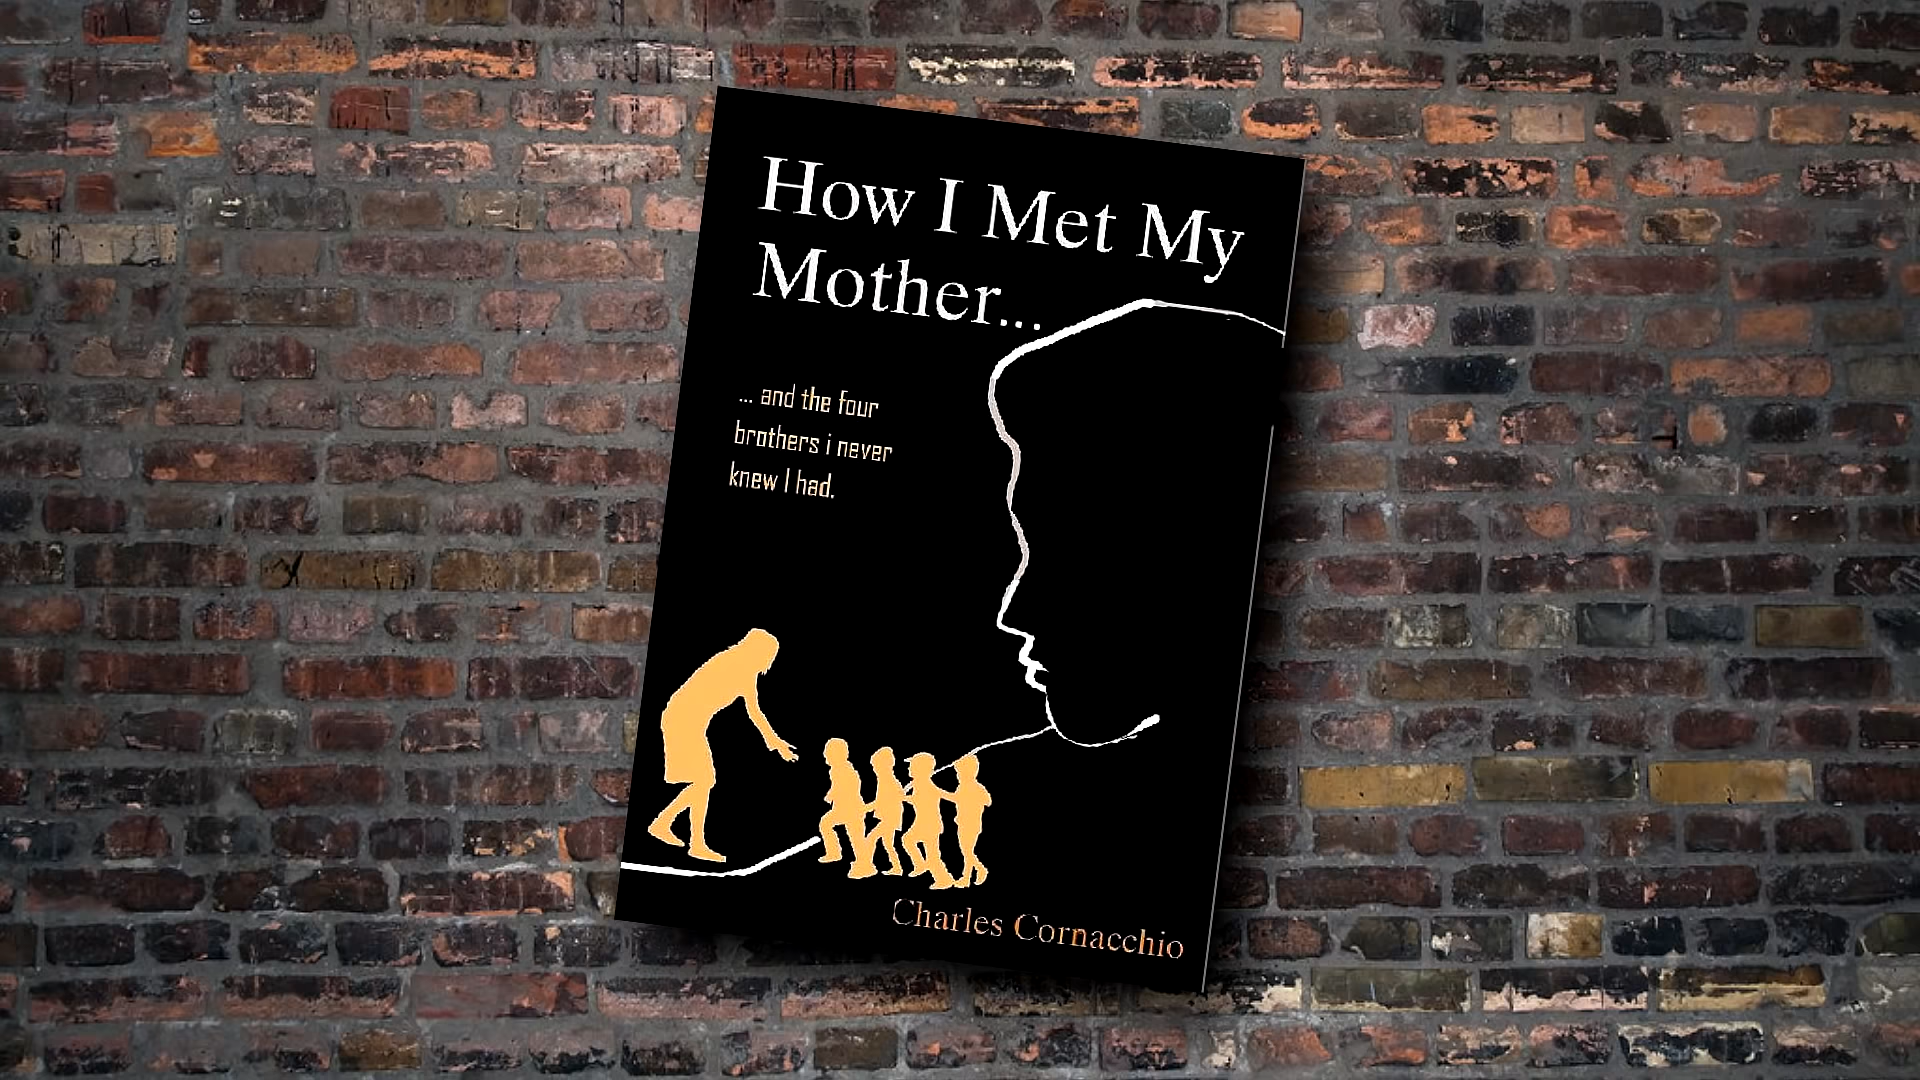 How I Met My
Mother...
... and the four
brothers i never
knew I had.
Charles Cornacchio